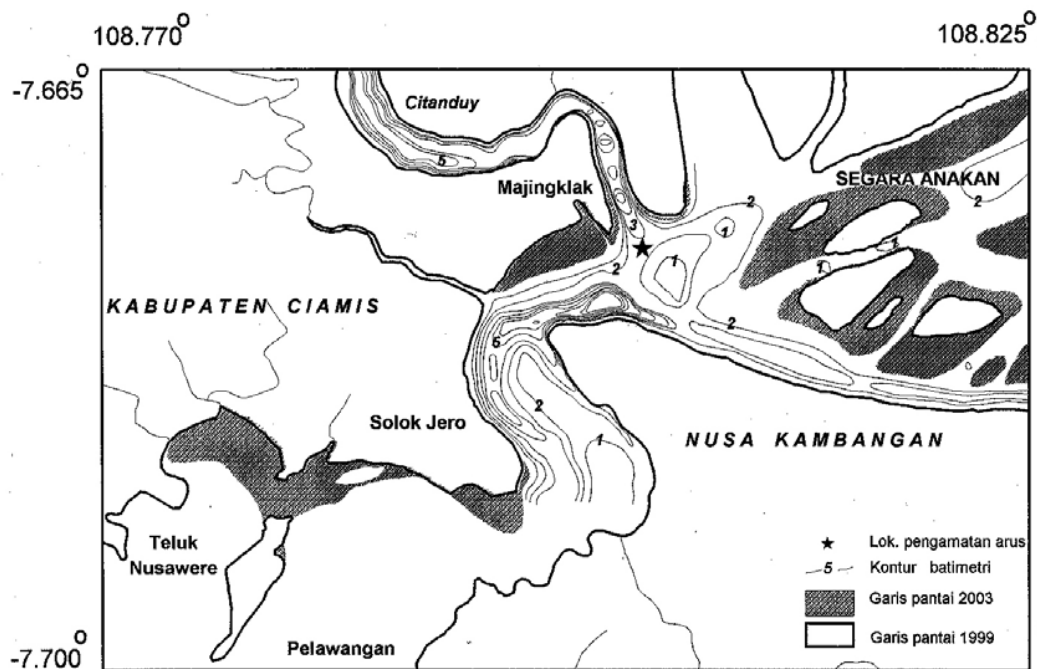 108.770°
108.825°
-7.665°
Citanduy
5
Majingklak
SEGARA ANAKAN
2
2
3
1
1
1
1
2
KABUPATEN CIAMIS
2
6
2
Solok Jero
1
NUSA KAMBANGAN
Teluk
Nusawere
Lok. pengamatan arus
5
Kontur batimetri
Garis pantai 2003
Garis pantai 1999
Pelawangan
-7.700°